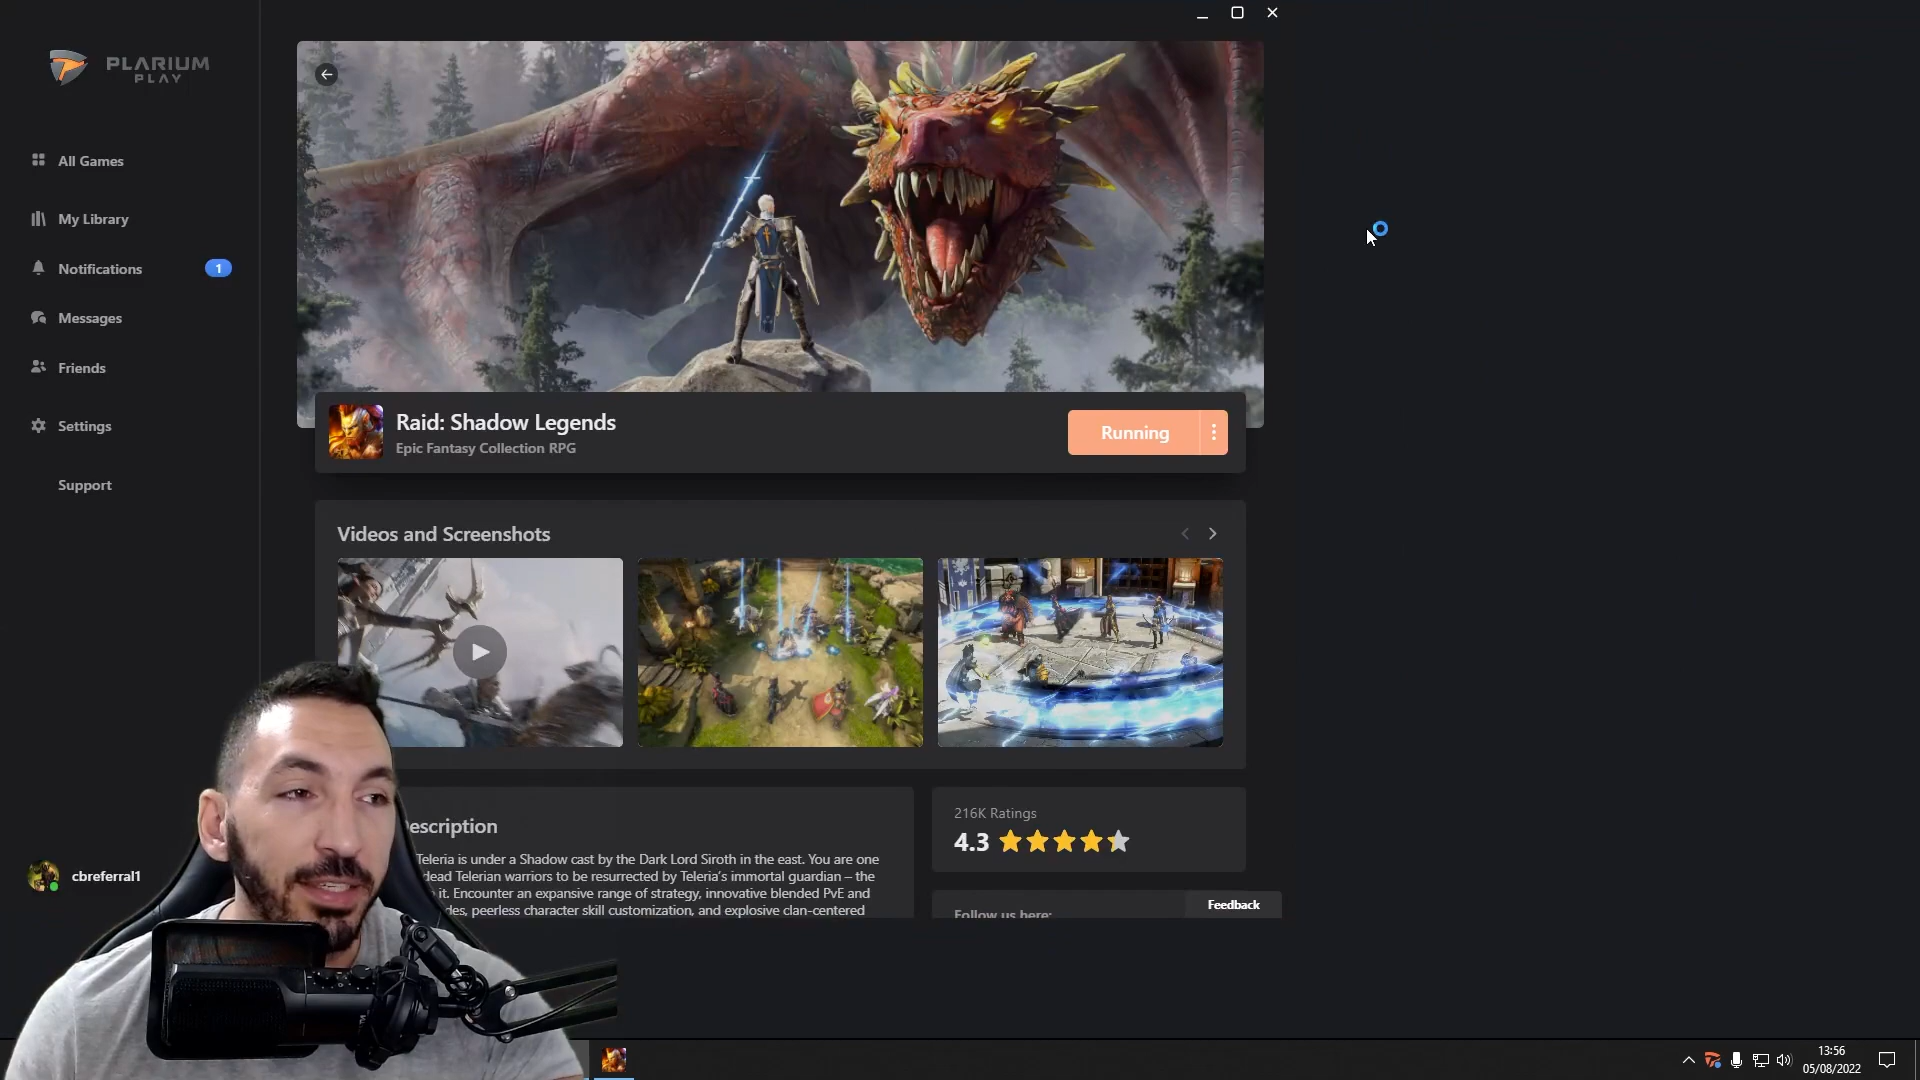 PLARIUM
PLAY
All Games
My Library
Notifications
1
Messages
Friends
Settings
Support
cbreferral1
Raid: Shadow Legends
Epic Fantasy Collection RPG
Running
Videos and Screenshots
escription
Teleria is under a Shadow cast by the Dark Lord Siroth in the east. You are one
dead Telerian warriors to be resurrected by Teleria's immortal guardian – the
it. Encounter an expansive range of strategy, innovative blended PvE and
des, peerless character skill customization, and explosive clan-centered
216K Ratings
4.3
Follow us here:
Feedback
13:56
05/08/2022